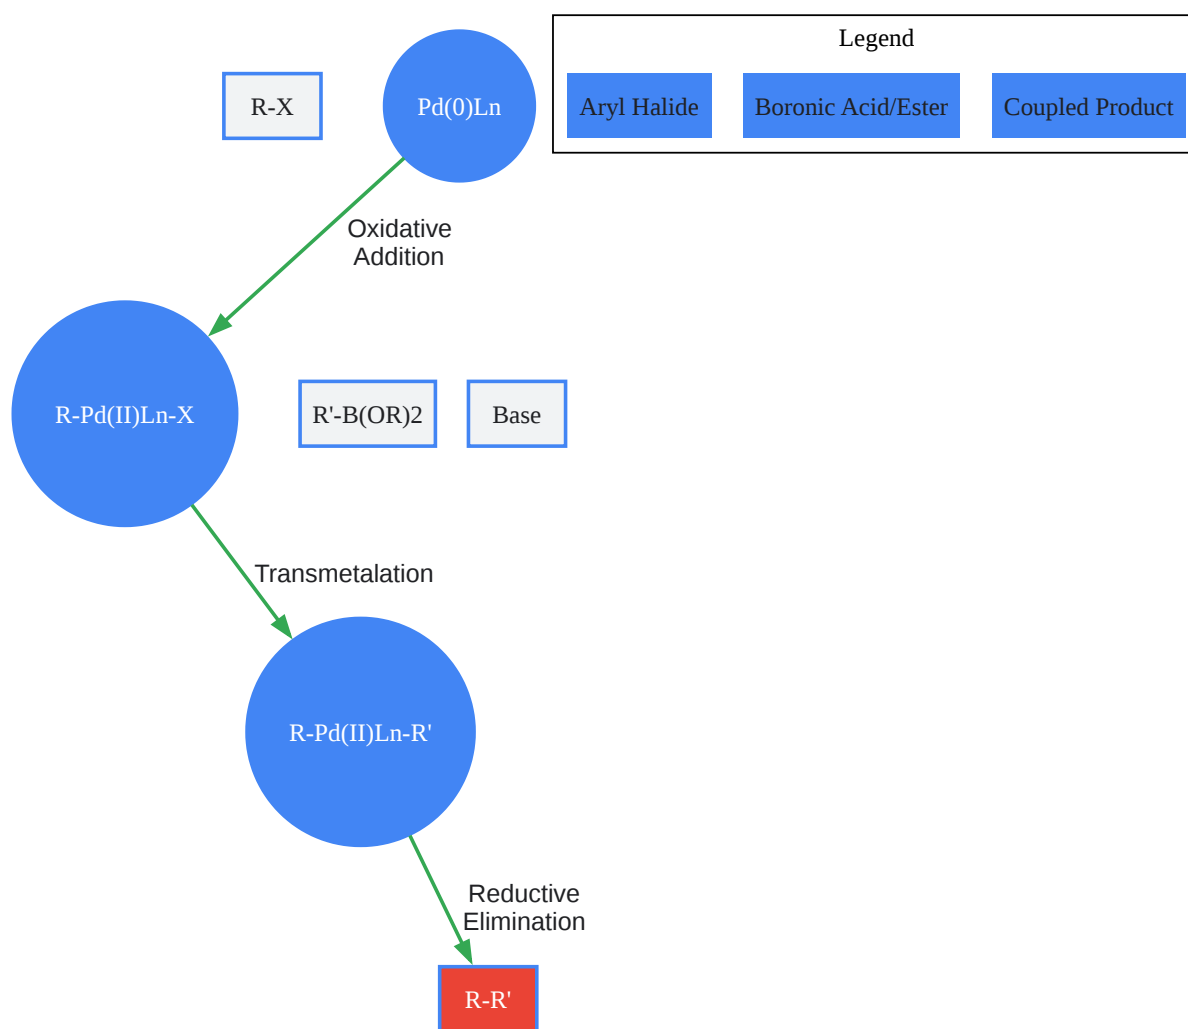 Legend
R-X
Pd(0)Ln
Aryl Halide
Boronic Acid/Ester
Coupled Product
Oxidative
Addition
R-Pd(II)Ln-X
R'-B(OR)2
Base
Transmetalation
R-Pd(II)Ln-R'
Reductive
Elimination
R-R'